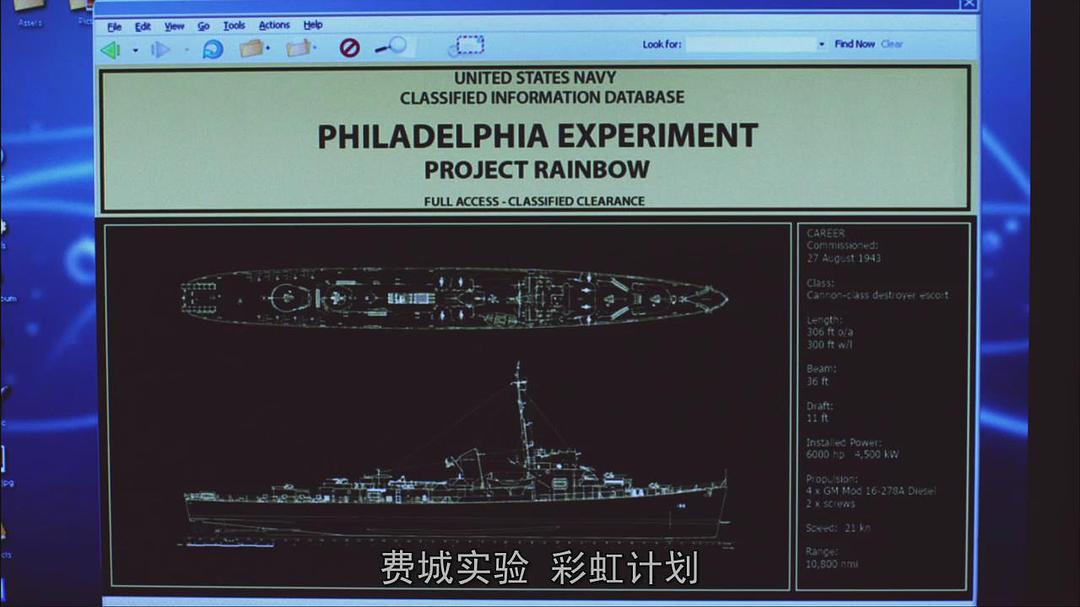 Assets
File Edit View Go Tools Actions Help
Look for: Find Now Clear
UNITED STATES NAVY
CLASSIFIED INFORMATION DATABASE
PHILADELPHIA EXPERIMENT
PROJECT RAINBOW
FULL ACCESS - CLASSIFIED CLEARANCE
CAREER
Commissioned:
27 August 1943
Class:
Cannon-class destroyer escort
Length:
306 ft o/a
300 ft w/l
Beam:
36 ft
Draft:
11 ft
Installed Power:
6000 hp 4,500 kW
Propulsion:
4 x GM Mod 16-278A Diesel
2 x screws
Speed: 21 kn
Range:
10,800 nmi
费城实验 彩虹计划